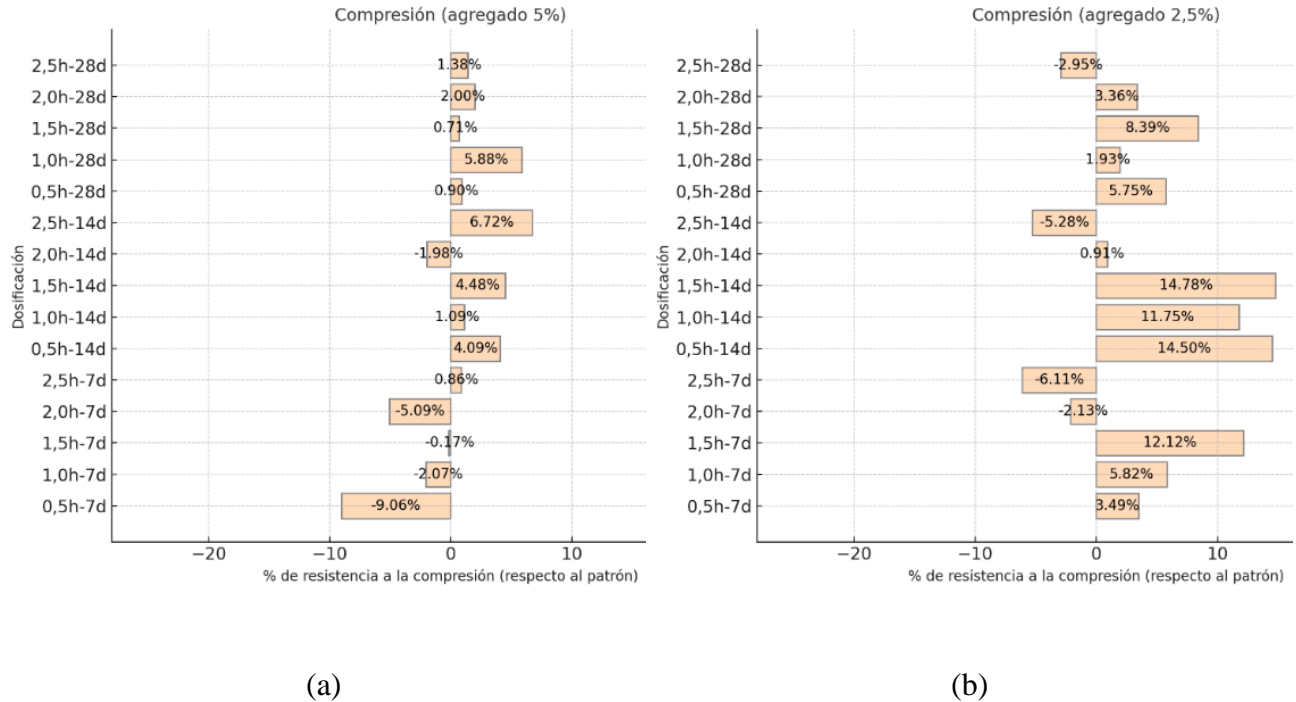 Compresión (agregado 5%)
2,5h-28d
1.38%
2,0h-28d
2.00%
1,5h-28d
0.71%
1,0h-28d
5.88%
0,5h-28d
0.90%
2,5h-14d
6.72%
2,0h-14d
-1.98%
1,5h-14d
4.48%
1,0h-14d
1.09%
0,5h-14d
4.09%
2,5h-7d
0.86%
2,0h-7d
-5.09%
1,5h-7d
-0.17%
1,0h-7d
-2.07%
0,5h-7d
-9.06%
Dosificación
−20
−10
0
10
% de resistencia a la compresión (respecto al patrón)
(a)
Compresión (agregado 2,5%)
2,5h-28d
-2.95%
2,0h-28d
3.36%
1,5h-28d
8.39%
1,0h-28d
1.93%
0,5h-28d
5.75%
2,5h-14d
-5.28%
2,0h-14d
0.91%
1,5h-14d
14.78%
1,0h-14d
11.75%
0,5h-14d
14.50%
2,5h-7d
-6.11%
2,0h-7d
-2.13%
1,5h-7d
12.12%
1,0h-7d
5.82%
0,5h-7d
3.49%
Dosificación
−20
−10
0
10
% de resistencia a la compresión (respecto al patrón)
(b)